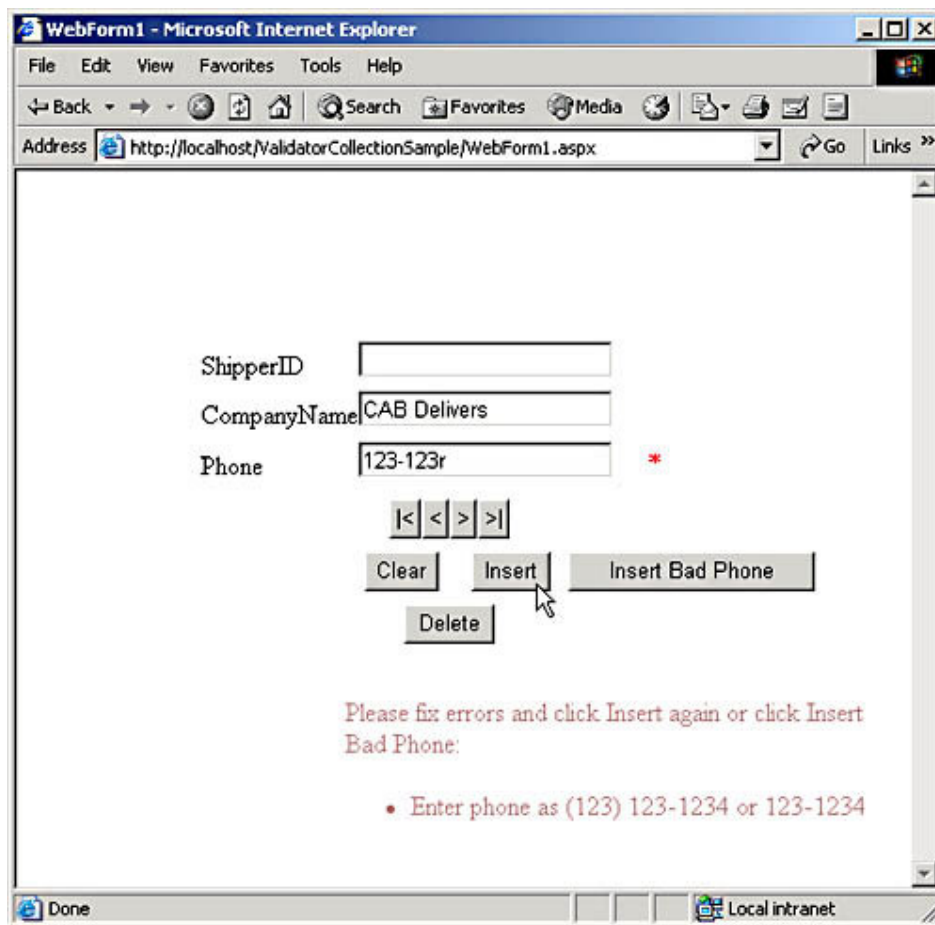 WebForm1 - Microsoft Internet Explorer
File Edit View Favorites Tools Help
Back Search Favorites Media
Address http://localhost/ValidatorCollectionSample/WebForm1.aspx Go Links »
ShipperID
CompanyName CAB Delivers
Phone 123-123r *
|< < > >|
Clear Insert Insert Bad Phone
Delete
Please fix errors and click Insert again or click Insert
Bad Phone:
• Enter phone as (123) 123-1234 or 123-1234
Done Local intranet